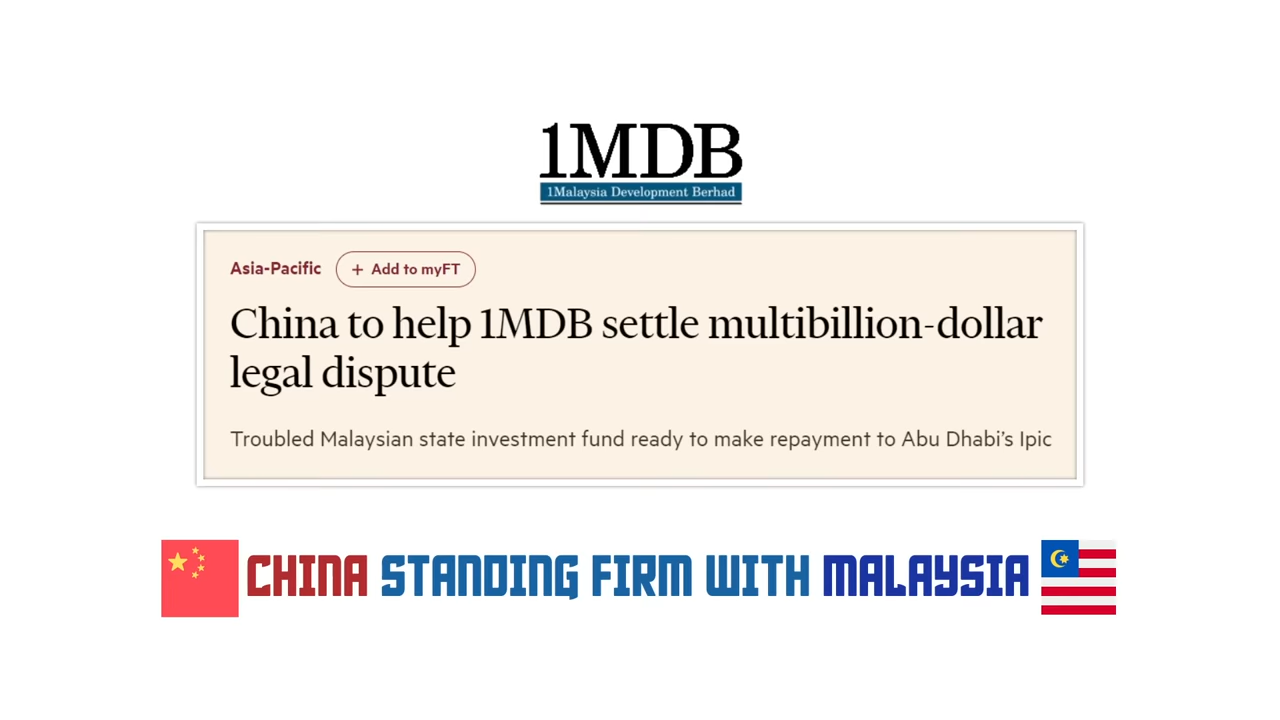 1MDB
1Malaysia Development Berhad
Asia-Pacific + Add to myFT
China to help 1MDB settle multibillion-dollar
legal dispute
Troubled Malaysian state investment fund ready to make repayment to Abu Dhabi's Ipic
CHINA STANDING FIRM WITH MALAYSIA